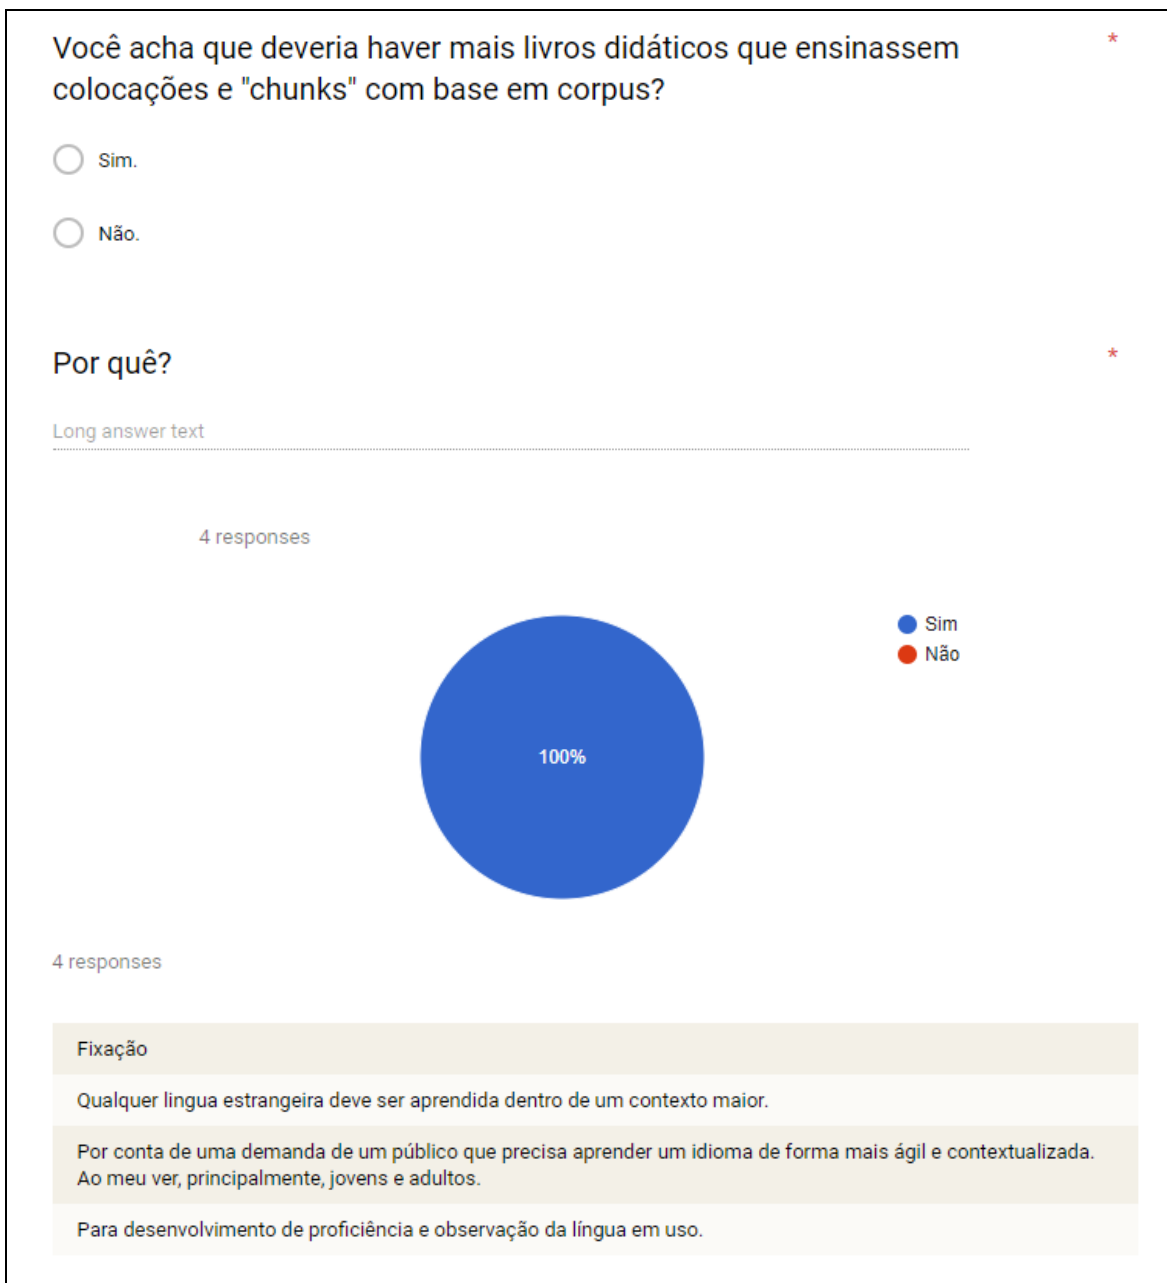 Você acha que deveria haver mais livros didáticos que ensinassem *
colocações e "chunks" com base em corpus?
Sim.
Não.
Por quê? *
Long answer text
4 responses
Sim
Não
100%
4 responses
Fixação
Qualquer lingua estrangeira deve ser aprendida dentro de um contexto maior.
Por conta de uma demanda de um público que precisa aprender um idioma de forma mais ágil e contextualizada.
Ao meu ver, principalmente, jovens e adultos.
Para desenvolvimento de proficiência e observação da língua em uso.